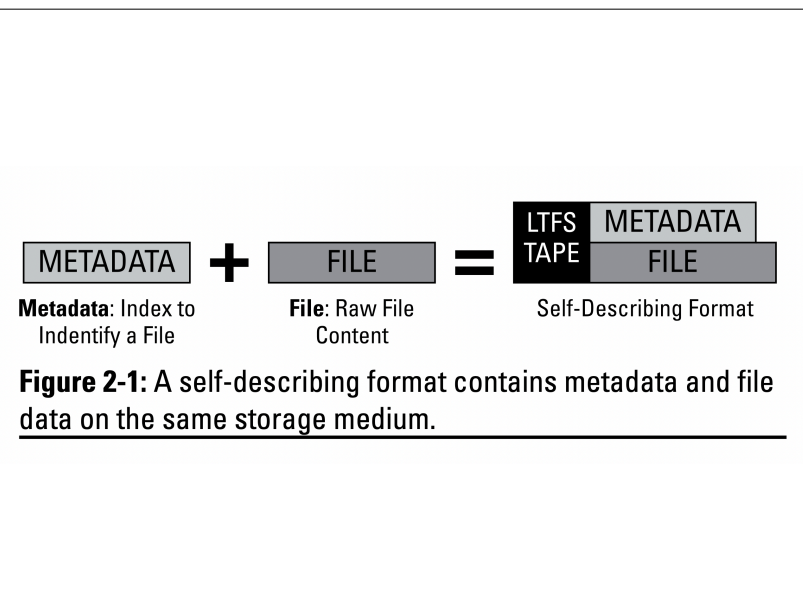 METADATA
+
FILE
=
LTFS
TAPE
METADATA
FILE
Metadata: Index to
Indentify a File
File: Raw File
Content
Self-Describing Format
Figure 2-1: A self-describing format contains metadata and file
data on the same storage medium.